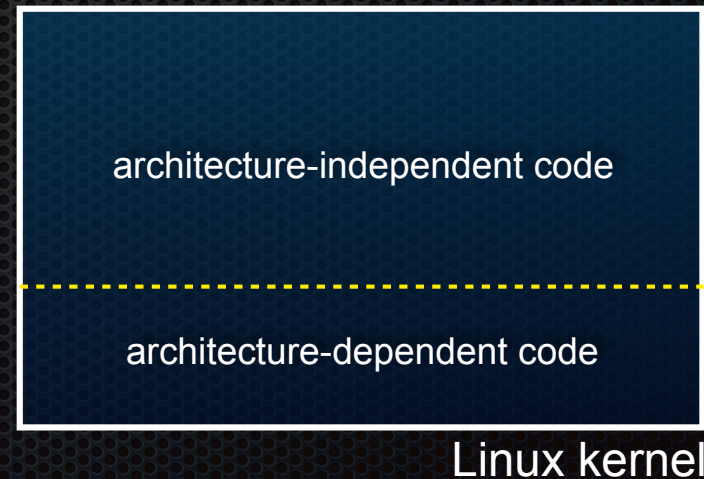 architecture-independent code
architecture-dependent code
Linux kernel